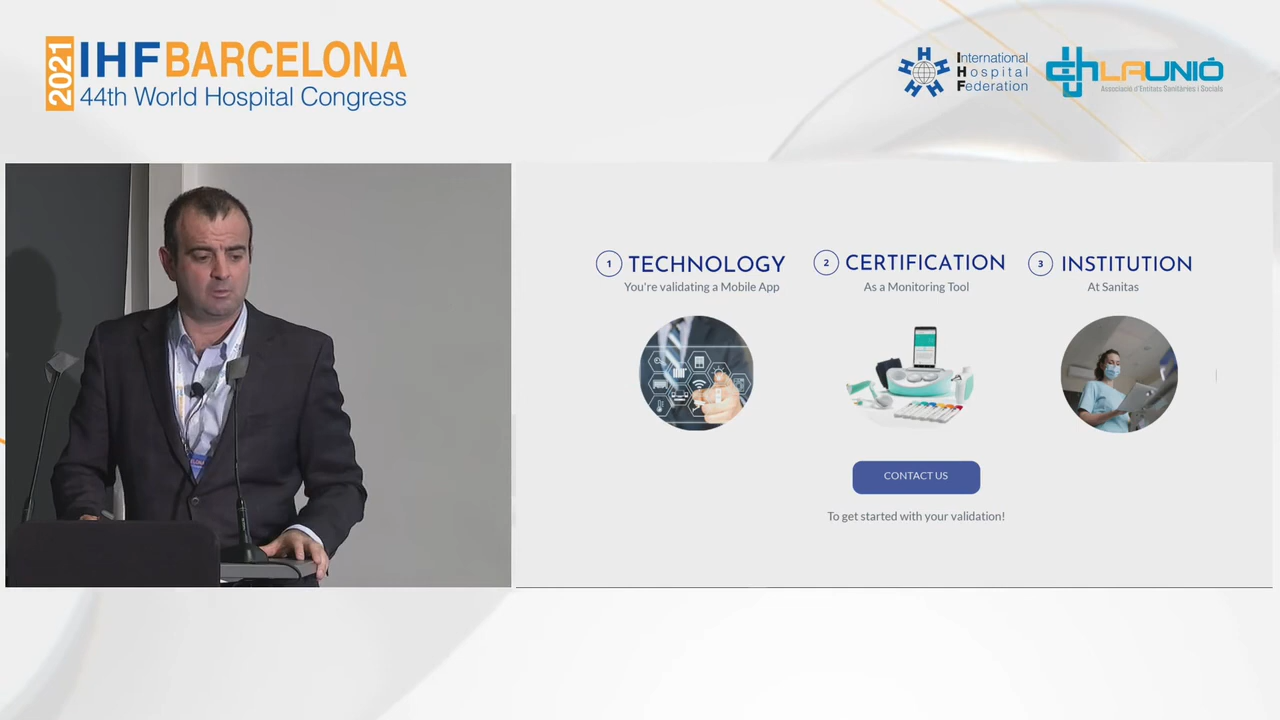 2021
IHF BARCELONA
44th World Hospital Congress
International
Hospital
Federation
LAUNIÓ
Associació d'Entitats Sanitàries i Socials
1 TECHNOLOGY
You're validating a Mobile App
2 CERTIFICATION
As a Monitoring Tool
3 INSTITUTION
At Sanitas
CONTACT US
To get started with your validation!